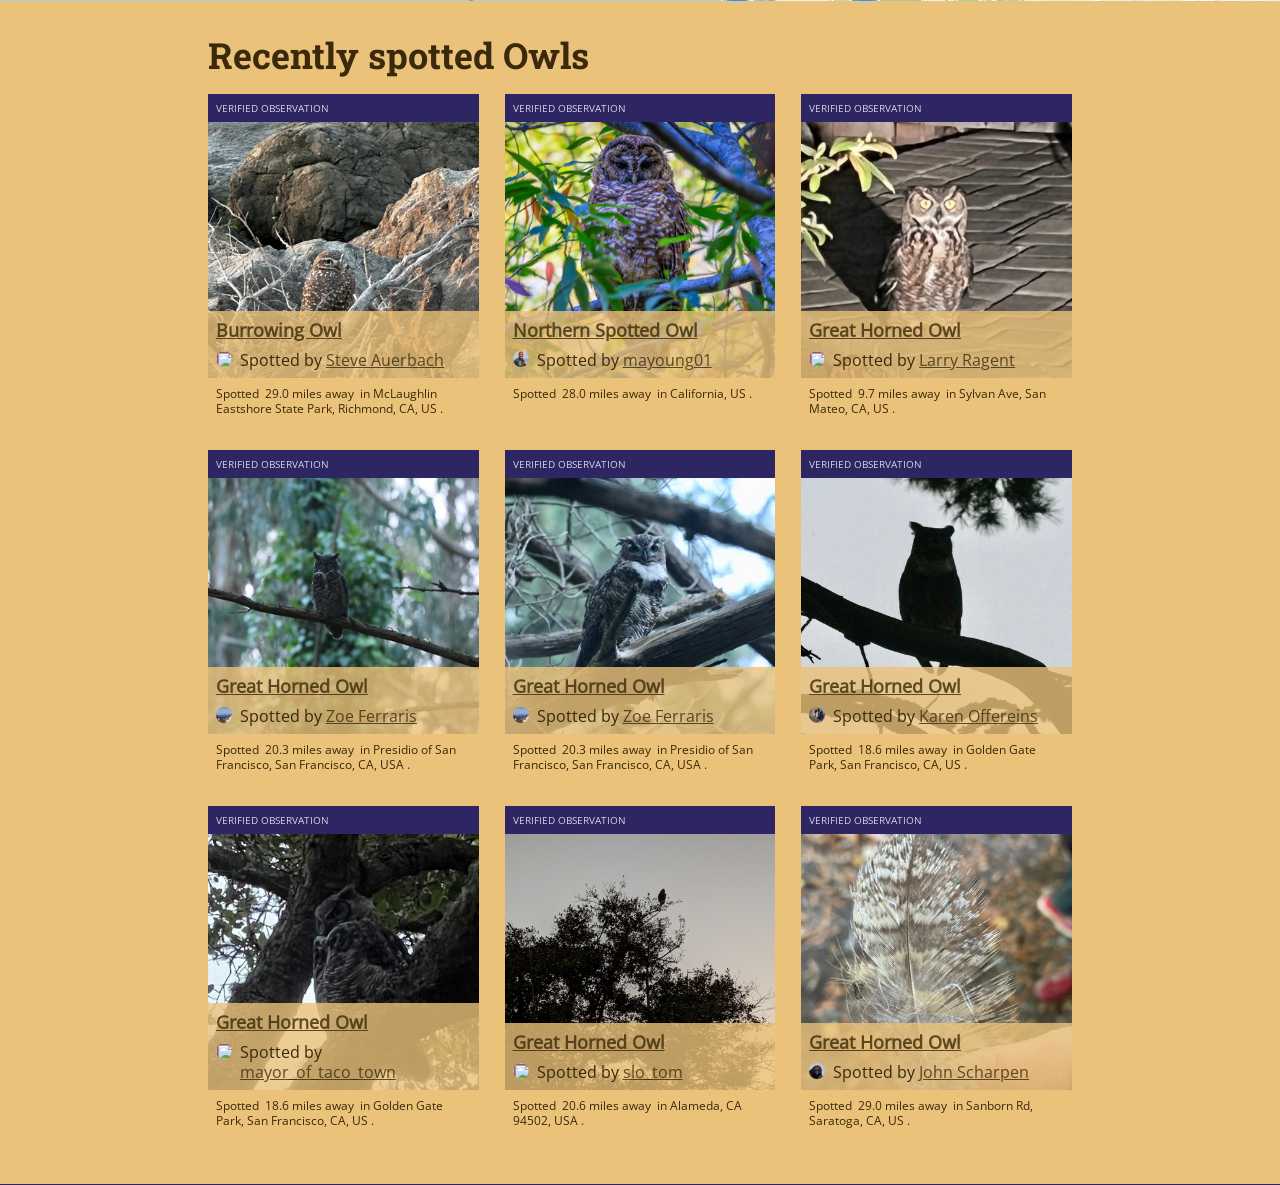 Recently spotted Owls
VERIFIED OBSERVATION
Burrowing Owl
Spotted by Steve Auerbach
Spotted 29.0 miles away in McLaughlin
Eastshore State Park, Richmond, CA, US .
VERIFIED OBSERVATION
Northern Spotted Owl
Spotted by mayoung01
Spotted 28.0 miles away in California, US .
VERIFIED OBSERVATION
Great Horned Owl
Spotted by Larry Ragent
Spotted 9.7 miles away in Sylvan Ave, San
Mateo, CA, US .
VERIFIED OBSERVATION
Great Horned Owl
Spotted by Zoe Ferraris
Spotted 20.3 miles away in Presidio of San
Francisco, San Francisco, CA, USA .
VERIFIED OBSERVATION
Great Horned Owl
Spotted by Zoe Ferraris
Spotted 20.3 miles away in Presidio of San
Francisco, San Francisco, CA, USA .
VERIFIED OBSERVATION
Great Horned Owl
Spotted by Karen Offereins
Spotted 18.6 miles away in Golden Gate
Park, San Francisco, CA, US .
VERIFIED OBSERVATION
Great Horned Owl
Spotted by
mayor_of_taco_town
Spotted 18.6 miles away in Golden Gate
Park, San Francisco, CA, US .
VERIFIED OBSERVATION
Great Horned Owl
Spotted by slo_tom
Spotted 20.6 miles away in Alameda, CA
94502, USA .
VERIFIED OBSERVATION
Great Horned Owl
Spotted by John Scharpen
Spotted 29.0 miles away in Sanborn Rd,
Saratoga, CA, US .